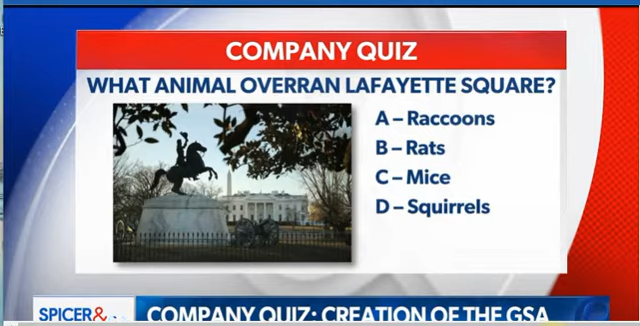 COMPANY QUIZ
WHAT ANIMAL OVERRAN LAFAYETTE SQUARE?
A – Raccoons
B – Rats
C – Mice
D – Squirrels
SPICER& COMPANY QUIZ: CREATION OF THE GSA